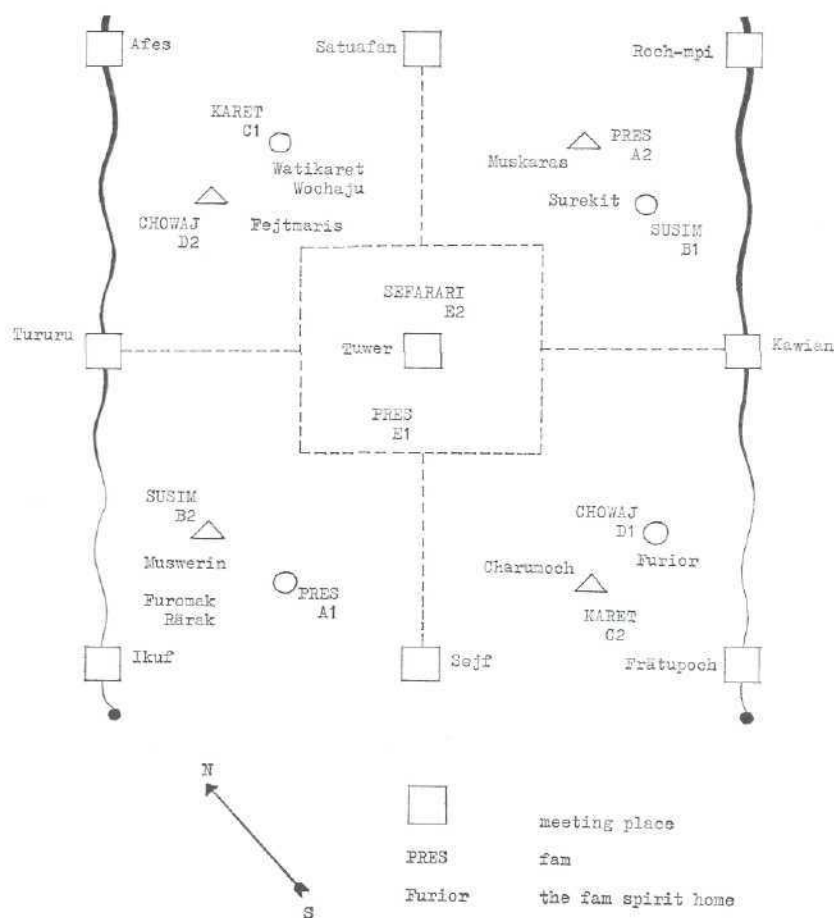 Afes
Satuafan
Roch-mpi
KARET
C1
Watikaret
Wochaju
PRES
A2
Muskaras
CHOWAJ
D2
Fejtmaris
Surekit
SUSIM
B1
SEFARARI
E2
Tururu
Tuwer
Kawian
PRES
E1
SUSIM
B2
Muswerin
Furomak
Rärak
PRES
A1
CHOWAJ
D1
Furior
Charumoch
KARET
C2
Ikuf
Sejf
Frätupoch
N
S
meeting place
PRES fam
Furior the fam spirit home